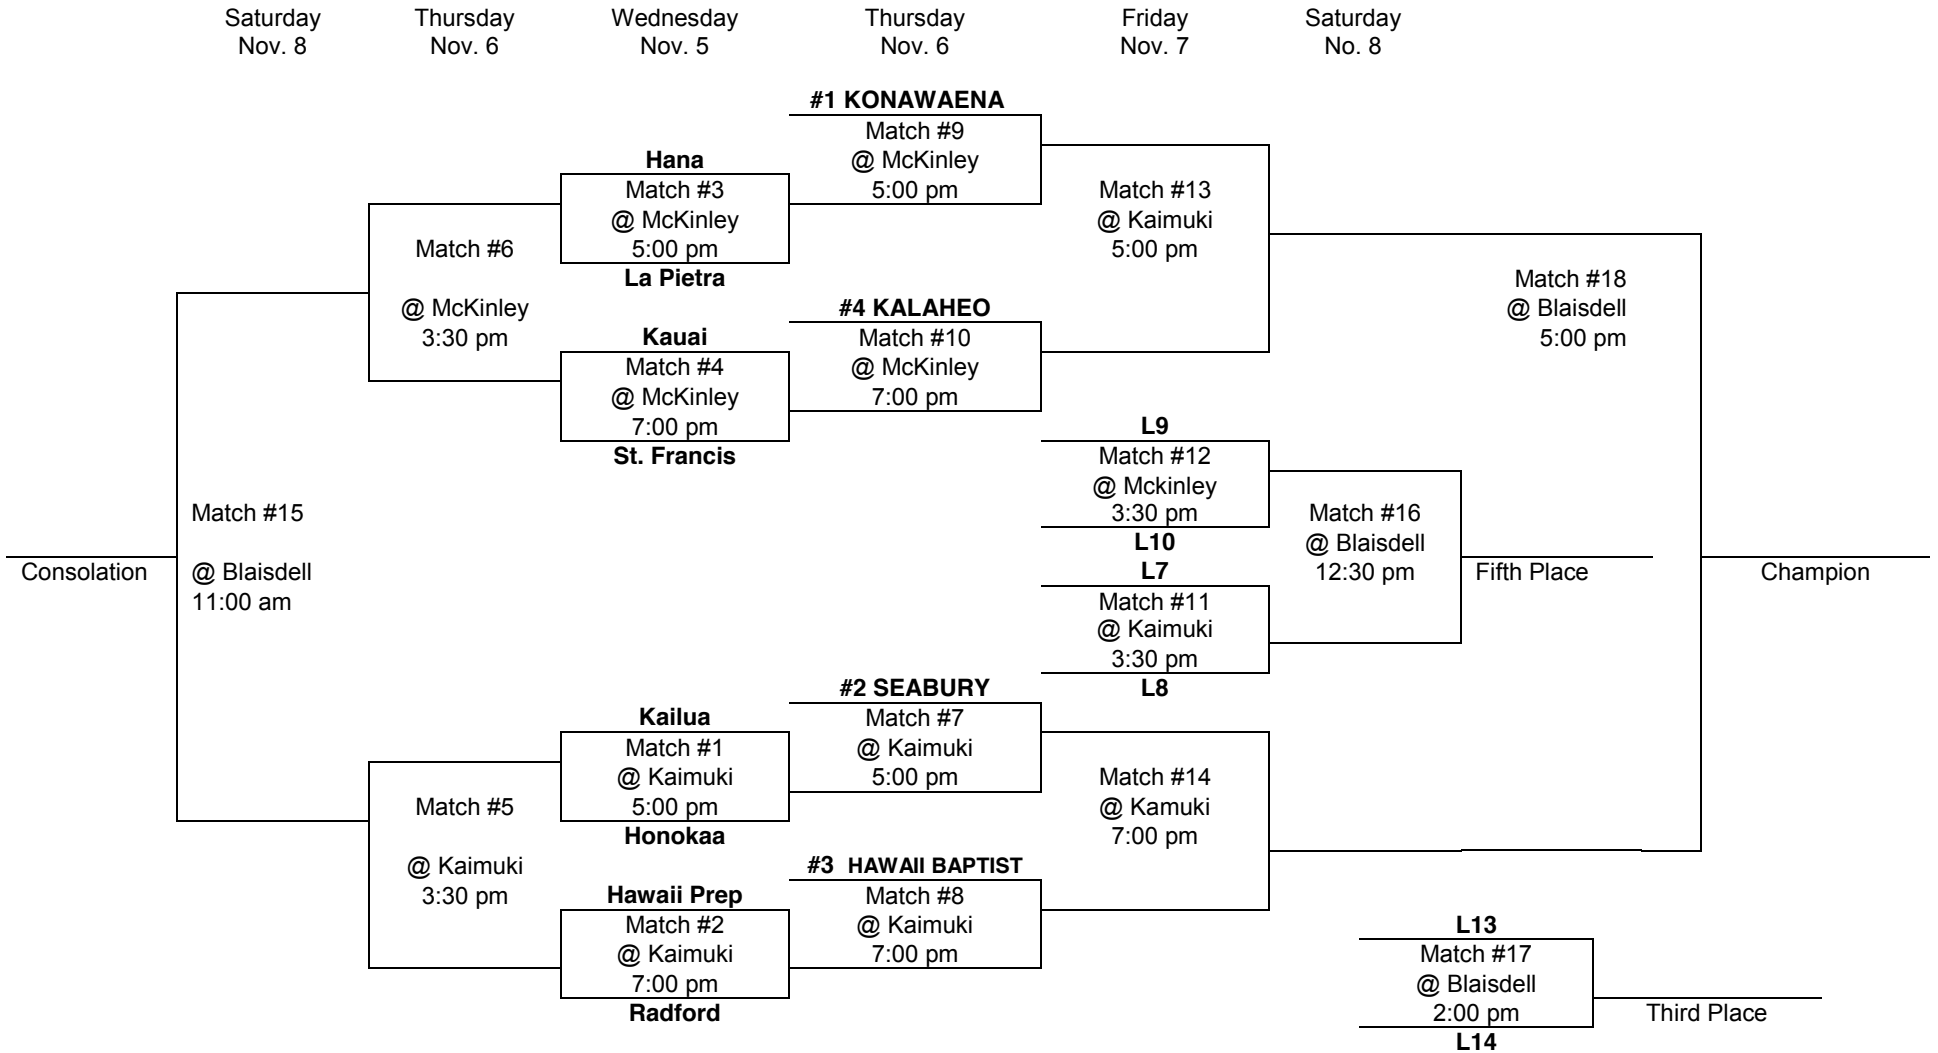 Saturday
Nov. 8
Thursday
Nov. 6
Wednesday
Nov. 5
Thursday
Nov. 6
Friday
Nov. 7
Saturday
No. 8
#1 KONAWAENA
Match #9
@ McKinley
5:00 pm
Hana
Match #3
@ McKinley
5:00 pm
La Pietra
Match #6
@ McKinley
3:30 pm
Match #13
@ Kaimuki
5:00 pm
Match #18
@ Blaisdell
5:00 pm
#4 KALAHEO
Match #10
@ McKinley
7:00 pm
Kauai
Match #4
@ McKinley
7:00 pm
St. Francis
L9
Match #12
@ Mckinley
3:30 pm
L10
Match #15
@ Blaisdell
11:00 am
Consolation
Match #16
@ Blaisdell
12:30 pm
Fifth Place
Champion
L7
Match #11
@ Kaimuki
3:30 pm
L8
#2 SEABURY
Match #7
@ Kaimuki
5:00 pm
Kailua
Match #1
@ Kaimuki
5:00 pm
Honokaa
Match #5
@ Kaimuki
3:30 pm
Match #14
@ Kamuki
7:00 pm
#3 HAWAII BAPTIST
Match #8
@ Kaimuki
7:00 pm
Hawaii Prep
Match #2
@ Kaimuki
7:00 pm
Radford
L13
Match #17
@ Blaisdell
2:00 pm
L14
Third Place